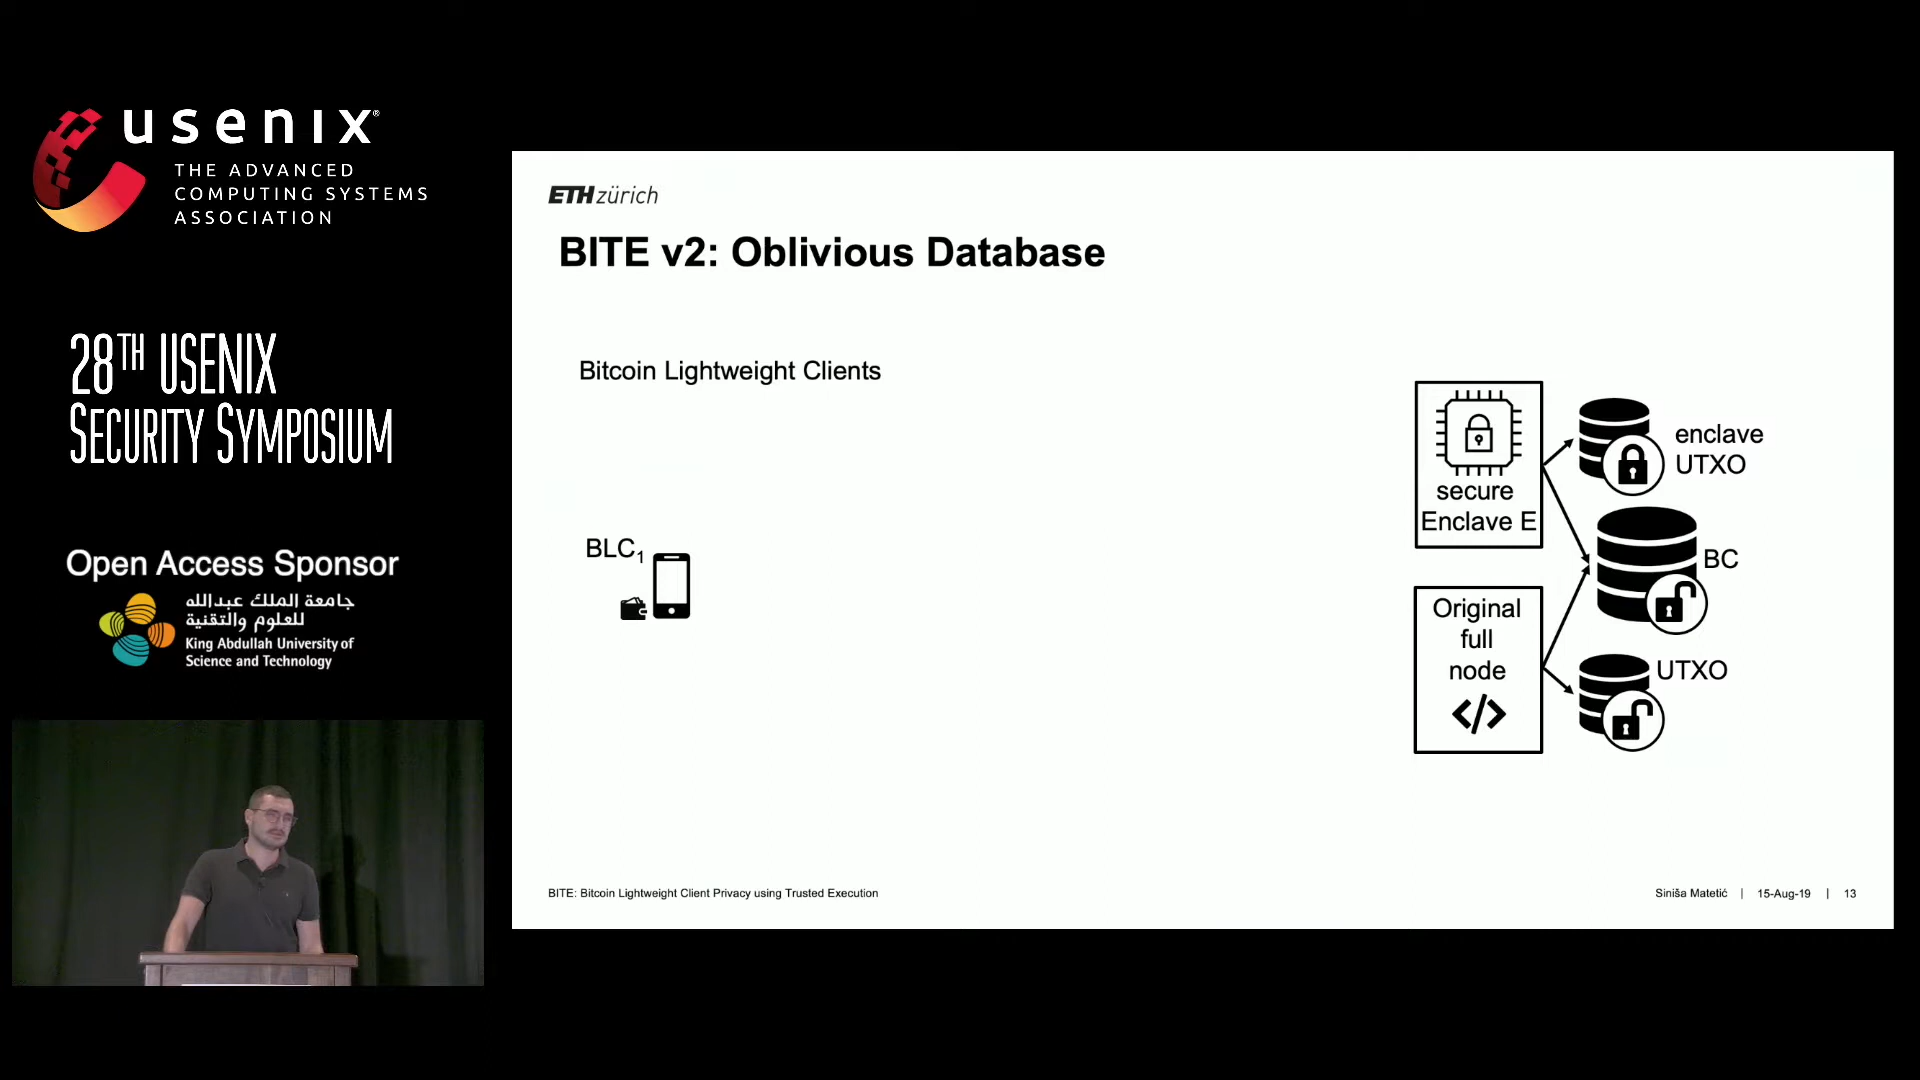 usenix®
THE ADVANCED
COMPUTING SYSTEMS
ASSOCIATION
28TH USENIX
SECURITY SYMPOSIUM
Open Access Sponsor
جامعة الملك عبدالله
للعلوم والتقنية
King Abdullah University of
Science and Technology
ETH zürich
BITE v2: Oblivious Database
Bitcoin Lightweight Clients
BLC1
secure
Enclave E
enclave
UTXO
BC
Original
full
node
</>
UTXO
BITE: Bitcoin Lightweight Client Privacy using Trusted Execution
Siniša Matetić | 15-Aug-19 | 13